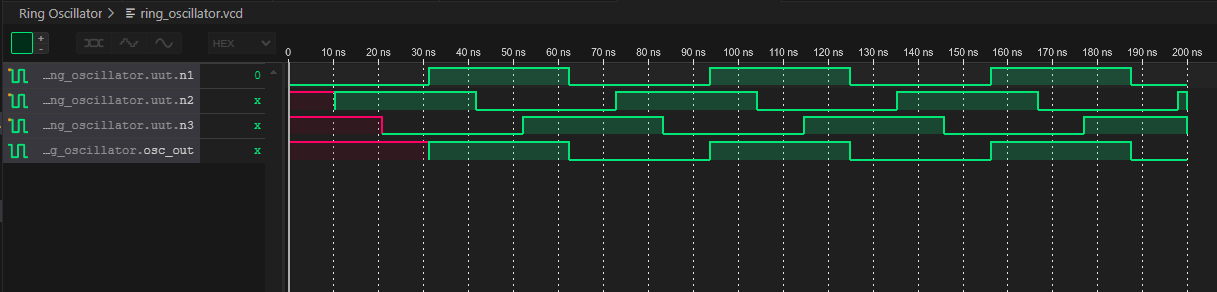 Ring Oscillator > ring_oscillator.vcd
+
-
HEX
0 10 ns 20 ns 30 ns 40 ns 50 ns 60 ns 70 ns 80 ns 90 ns 100 ns 110 ns 120 ns 130 ns 140 ns 150 ns 160 ns 170 ns 180 ns 190 ns 200 ns
…ng_oscillator.uut.n1 0
…ng_oscillator.uut.n2 x
…ng_oscillator.uut.n3 x
…g_oscillator.osc_out x